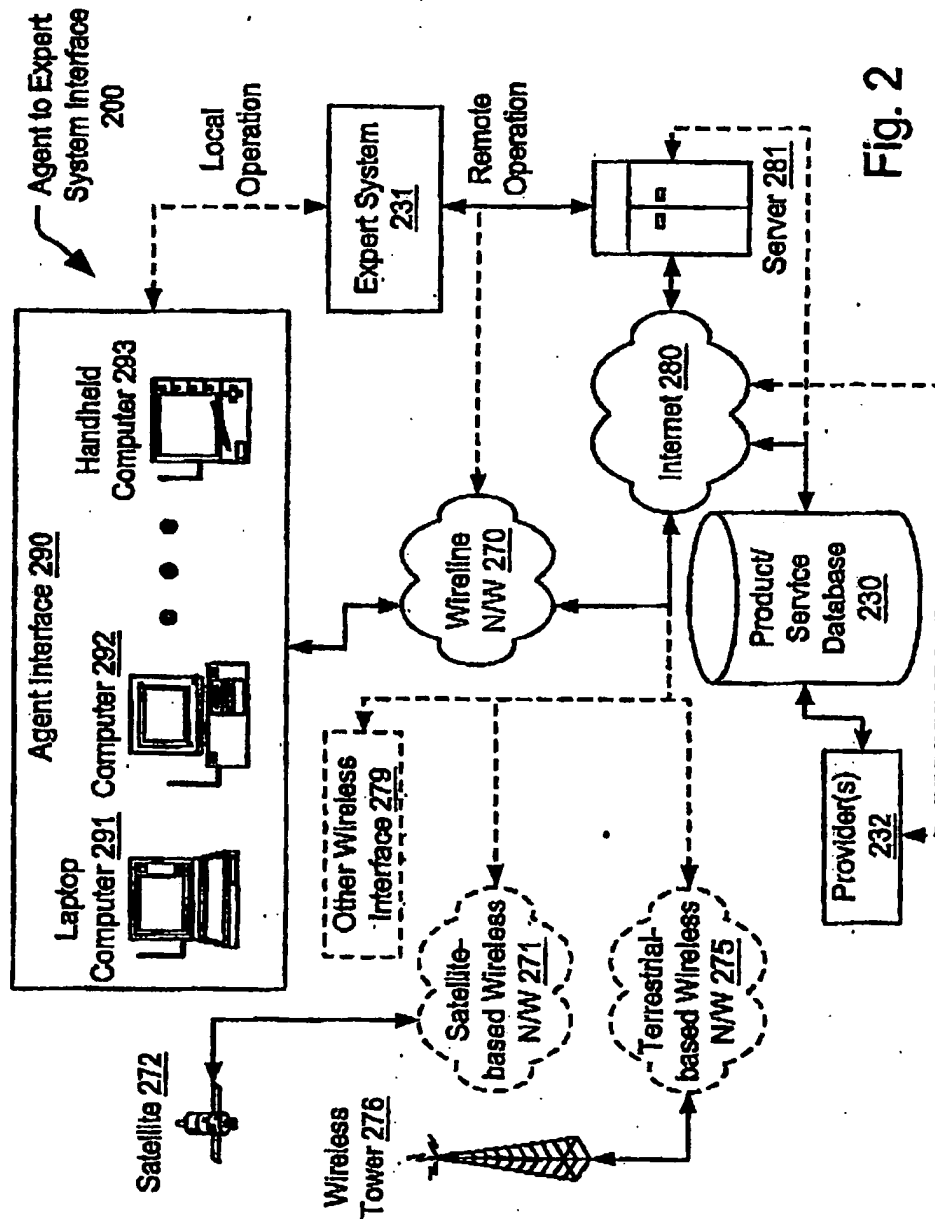 Agent to Expert
System Interface
200
Agent Interface 290
Laptop
Computer 291
Computer 292
Handheld
Computer 293
Local
Operation
Satellite 272
Other Wireless
Interface 279
Wireline
N/W 270
Expert System
231
Satellite-
based Wireless
N/W 271
Remote
Operation
Wireless
Tower 276
Terrestrial-
based Wireless
N/W 275
Internet 280
Server 281
Product/
Service
Database
230
Provider(s)
232
Fig. 2